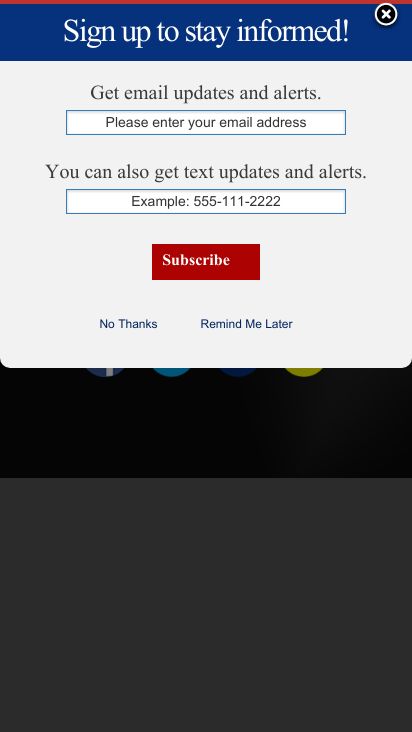 Sign up to stay informed!
Get email updates and alerts.
Please enter your email address
You can also get text updates and alerts.
Example: 555-111-2222
Subscribe
No Thanks Remind Me Later